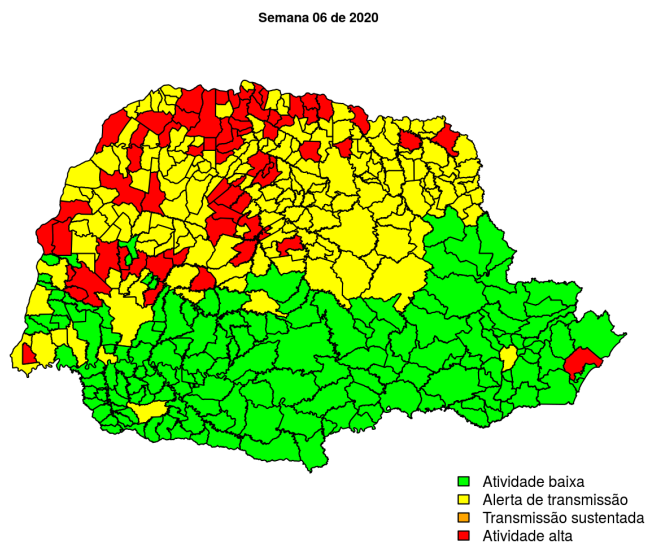 Semana 06 de 2020
Atividade baixa
Alerta de transmissão
Transmissão sustentada
Atividade alta